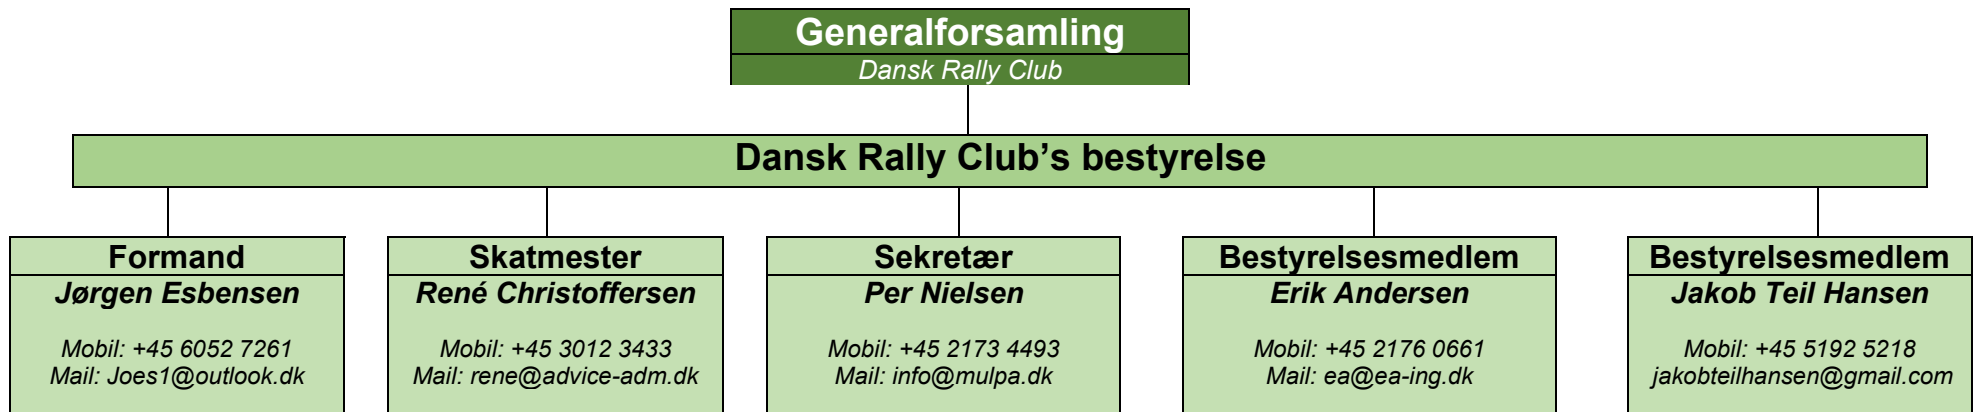 Generalforsamling
Dansk Rally Club
Dansk Rally Club’s bestyrelse
Formand
Jørgen Esbensen
Mobil: +45 6052 7261
Mail: Joes1@outlook.dk
Skatmester
René Christoffersen
Mobil: +45 3012 3433
Mail: rene@advice-adm.dk
Sekretær
Per Nielsen
Mobil: +45 2173 4493
Mail: info@mulpa.dk
Bestyrelsesmedlem
Erik Andersen
Mobil: +45 2176 0661
Mail: ea@ea-ing.dk
Bestyrelsesmedlem
Jakob Teil Hansen
Mobil: +45 5192 5218
jakobteilhansen@gmail.com